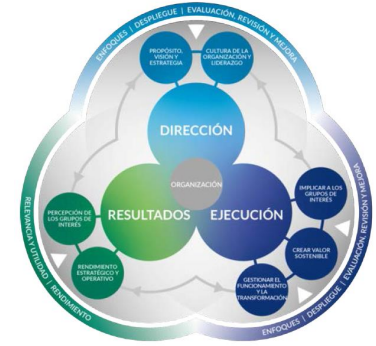 ENFOQUES | DESPLIEGUE | EVALUACIÓN, REVISIÓN Y MEJORA
PROPÓSITO,
VISIÓN Y
ESTRATEGIA
CULTURA DE LA
ORGANIZACIÓN Y
LIDERAZGO
DIRECCIÓN
ORGANIZACIÓN
RESULTADOS
EJECUCIÓN
PERCEPCIÓN DE
LOS GRUPOS DE
INTERÉS
RENDIMIENTO
ESTRATÉGICO Y
OPERATIVO
IMPLICAR A LOS
GRUPOS DE
INTERÉS
CREAR VALOR
SOSTENIBLE
GESTIONAR EL
FUNCIONAMIENTO
Y LA
TRANSFORMACIÓN
RELEVANCIA Y UTILIDAD | RENDIMIENTO
ENFOQUES | DESPLIEGUE | EVALUACIÓN, REVISIÓN Y MEJORA